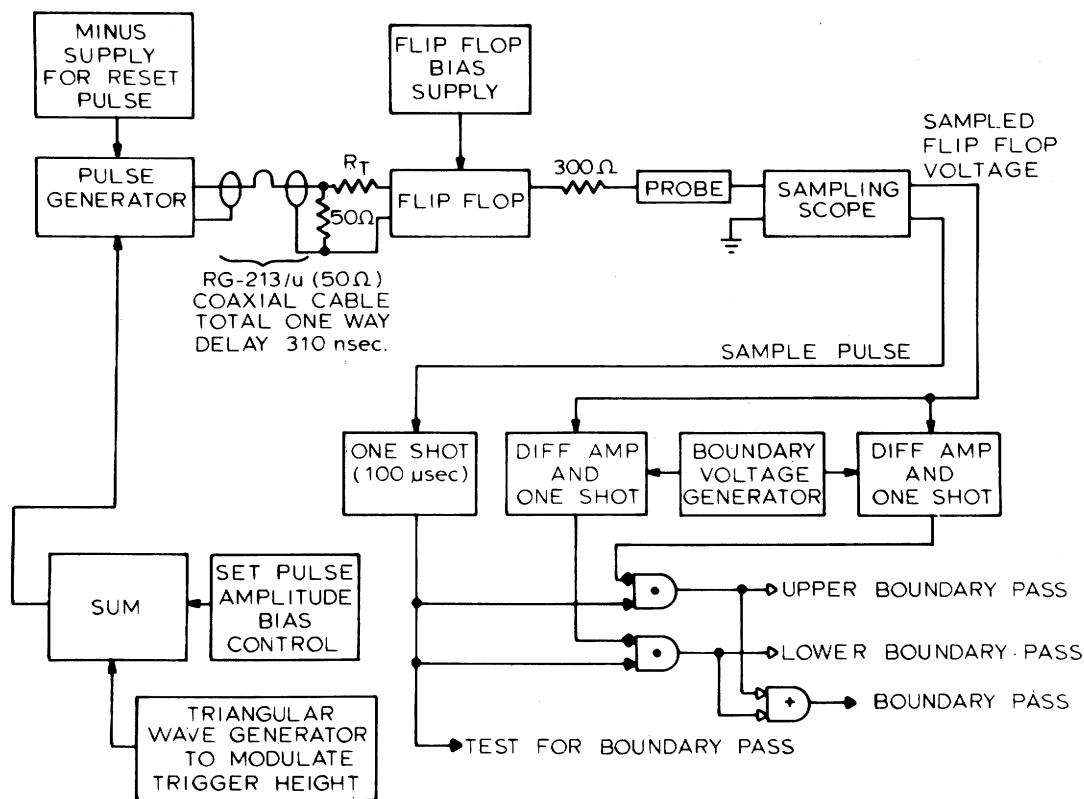 MINUS
SUPPLY
FOR RESET
PULSE
FLIP FLOP
BIAS
SUPPLY
SAMPLED
FLIP FLOP
VOLTAGE
PULSE
GENERATOR
RT
50Ω
FLIP FLOP
300Ω
PROBE
SAMPLING
SCOPE
RG-213/u (50Ω)
COAXIAL CABLE
TOTAL ONE WAY
DELAY 310 nsec.
SAMPLE PULSE
ONE SHOT
(100 μsec)
DIFF AMP
AND
ONE SHOT
BOUNDARY
VOLTAGE
GENERATOR
DIFF AMP
AND
ONE SHOT
SUM
SET PULSE
AMPLITUDE
BIAS
CONTROL
•
UPPER BOUNDARY PASS
•
LOWER BOUNDARY PASS
+
BOUNDARY PASS
TEST FOR BOUNDARY PASS
TRIANGULAR
WAVE GENERATOR
TO MODULATE
TRIGGER HEIGHT